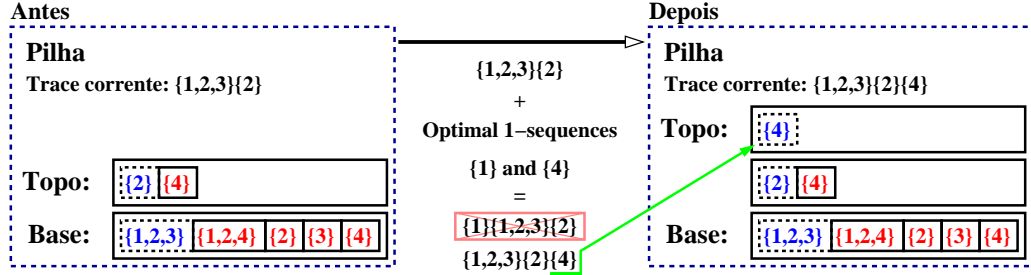 Antes
Pilha
Trace corrente: {1,2,3}{2}
Topo: {2} {4}
Base: {1,2,3} {1,2,4} {2} {3} {4}
{1,2,3}{2}
+
Optimal 1−sequences
{1} and {4}
=
{1}{1,2,3}{2}
{1,2,3}{2}{4}
Depois
Pilha
Trace corrente: {1,2,3}{2}{4}
Topo: {4}
{2} {4}
Base: {1,2,3} {1,2,4} {2} {3} {4}